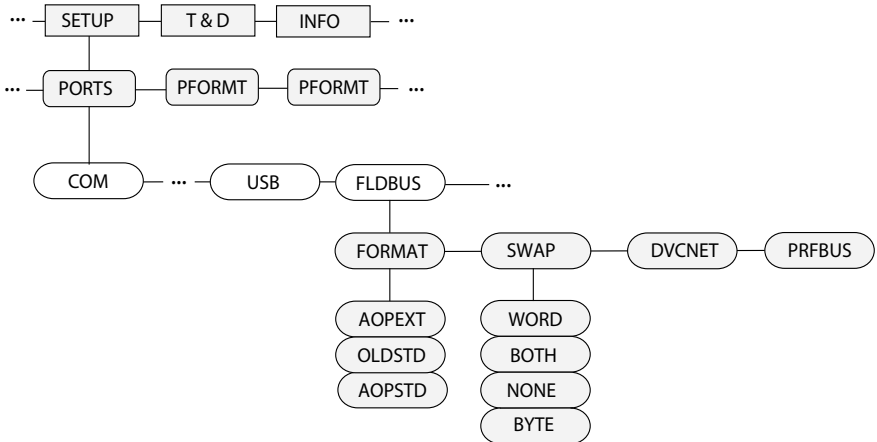 ... SETUP T & D INFO ...
... PORTS PFORMT PFORMT ...
COM ... USB FLDBUS ...
FORMAT SWAP DVCNET PRFBUS
AOPEXT WORD
OLDSTD BOTH
AOPSTD NONE
BYTE